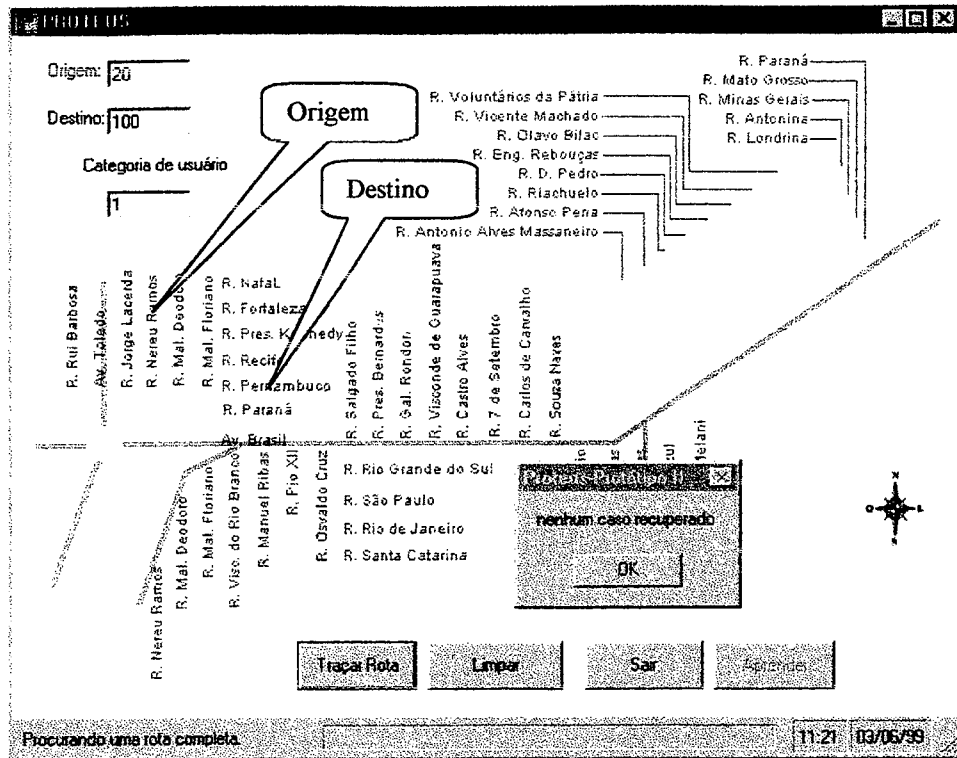 PROTEUS
Origem: 20
Destino: 100
Categoria de usuário
1
Origem
Destino
R. Paraná
R. Mato Grosso
R. Minas Gerais
R. Antonina
R. Londrina
R. Voluntários da Pátria
R. Vicente Machado
R. Olavo Bilac
R. Eng. Rebouças
R. D. Pedro
R. Riachuelo
R. Afonso Pena
R. Antonio Alves Massaneiro
R. Rui Barbosa
Av. Toledo
R. Jorge Lacerda
R. Nereu Ramos
R. Mal. Deodoro
R. Mal. Floriano
R. Natal
R. Fortaleza
R. Pres. Kennedy
R. Recife
R. Pernambuco
R. Paraná
Av. Brasil
R. Salgado Filho
R. Pres. Benardes
R. Gal. Rondon
R. Visconde de Guarapuava
R. Castro Alves
R. 7 de Setembro
R. Carlos de Carvalho
R. Souza Naves
R. Nereu Ramos
R. Mal. Deodoro
R. Mal. Floriano
R. Visc. do Rio Branco
R. Manuel Ribas
R. Pio XII
R. Osvaldo Cruz
R. Rio Grande do Sul
R. São Paulo
R. Rio de Janeiro
R. Santa Catarina
Proteus Protótipo II
nenhum caso recuperado
OK
N
O
L
S
Traçar Rota
Limpar
Sair
Aprender
Procurando uma rota completa.
11:21
03/06/99